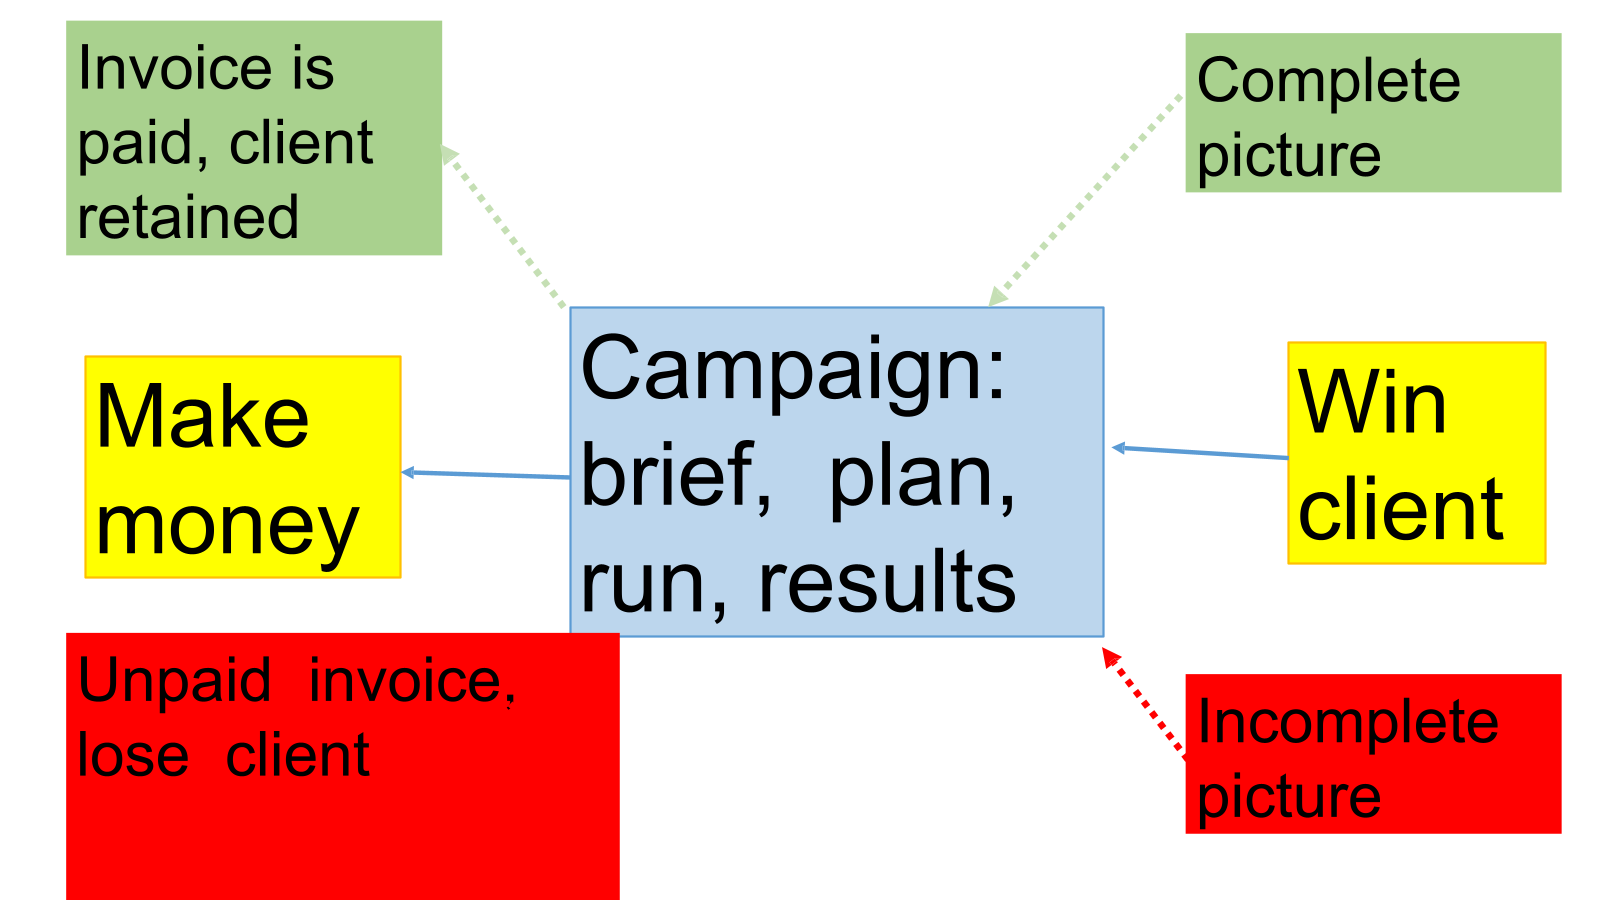 Invoice is
paid, client
retained
Complete
picture
Campaign:
brief,  plan,
run, results
Make
money
Win
client
Unpaid  invoice,
lose  client
Incomplete
picture